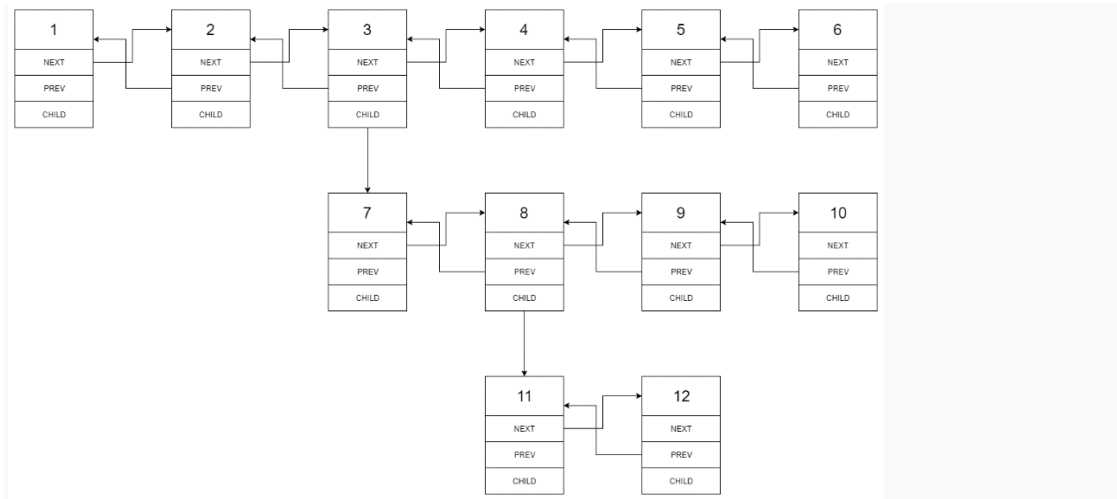 1 2 3 4 5 6
NEXT NEXT NEXT NEXT NEXT NEXT
PREV PREV PREV PREV PREV PREV
CHILD CHILD CHILD CHILD CHILD CHILD
7 8 9 10
NEXT NEXT NEXT NEXT
PREV PREV PREV PREV
CHILD CHILD CHILD CHILD
11 12
NEXT NEXT
PREV PREV
CHILD CHILD